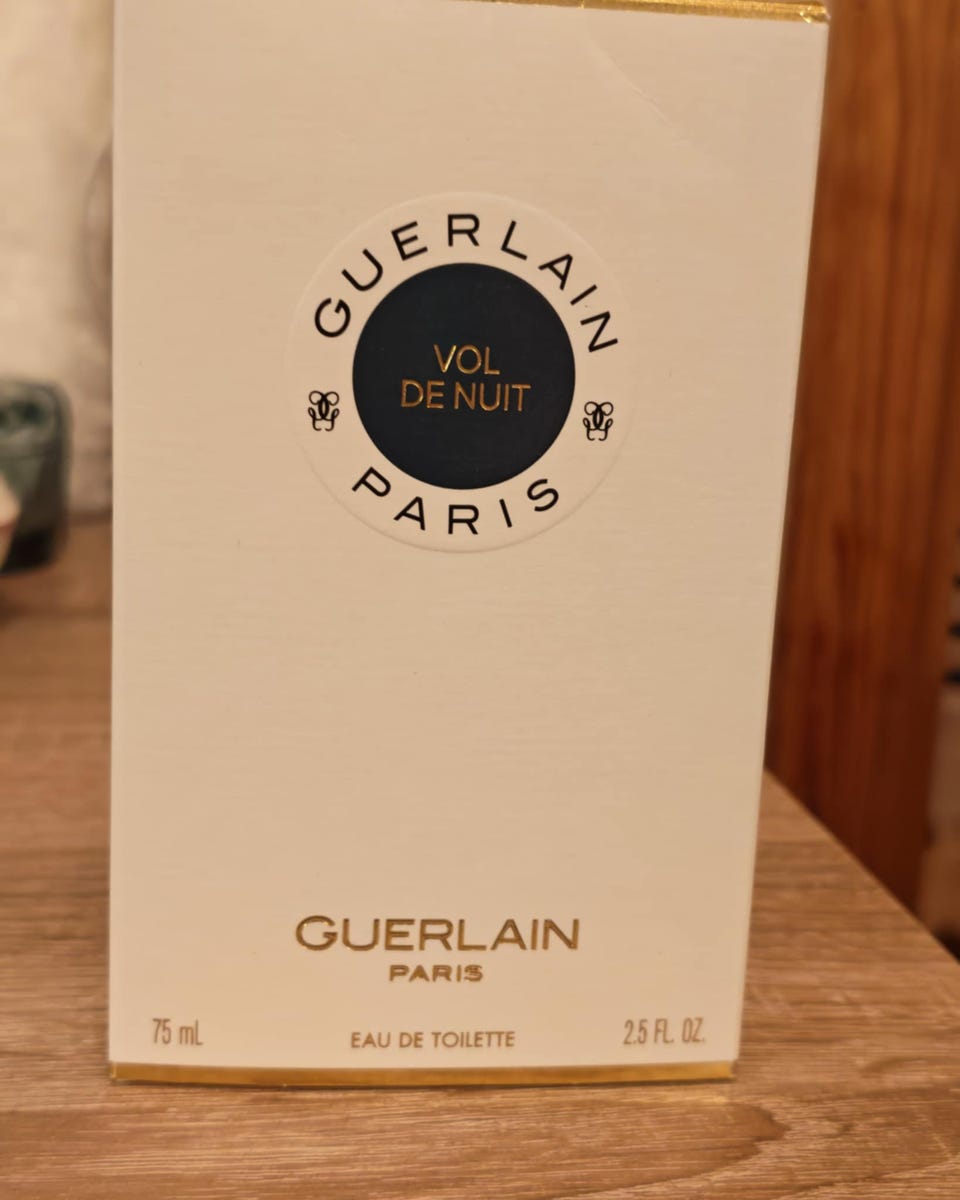 GUERLAIN
VOL
DE NUIT
PARIS
GUERLAIN
PARIS
75 mL
EAU DE TOILETTE
2.5 FL. OZ.